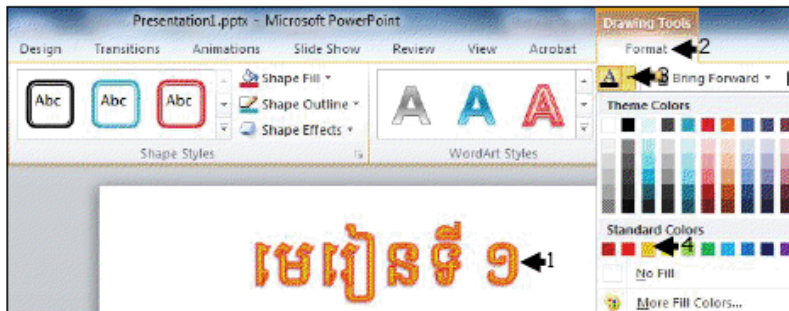 Presentation1.pptx - Microsoft PowerPoint
Drawing Tools
Design Transitions Animations Slide Show Review View Acrobat Format 2
Abc Abc Abc
Shape Fill
Shape Outline
Shape Effects
A A A
A 3 Bring Forward
Shape Styles
WordArt Styles
Theme Colors
Standard Colors
4
No Fill
More Fill Colors...
មេរៀនទី ១ 1